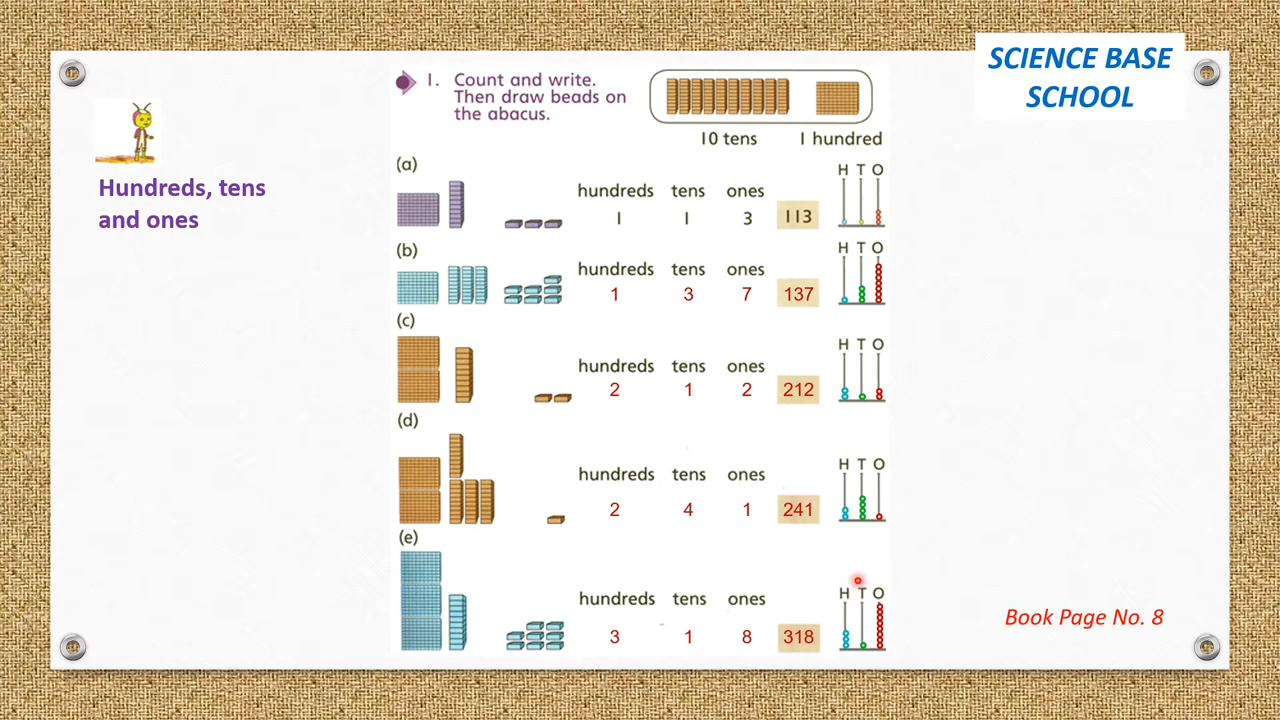 SCIENCE BASE
SCHOOL
Hundreds, tens
and ones
1. Count and write.
Then draw beads on
the abacus.
10 tens 1 hundred
(a)
hundreds tens ones
1 1 3 113
H T O
(b)
hundreds tens ones
1 3 7 137
H T O
(c)
hundreds tens ones
2 1 2 212
H T O
(d)
hundreds tens ones
2 4 1 241
H T O
(e)
hundreds tens ones
3 1 8 318
H T O
Book Page No. 8